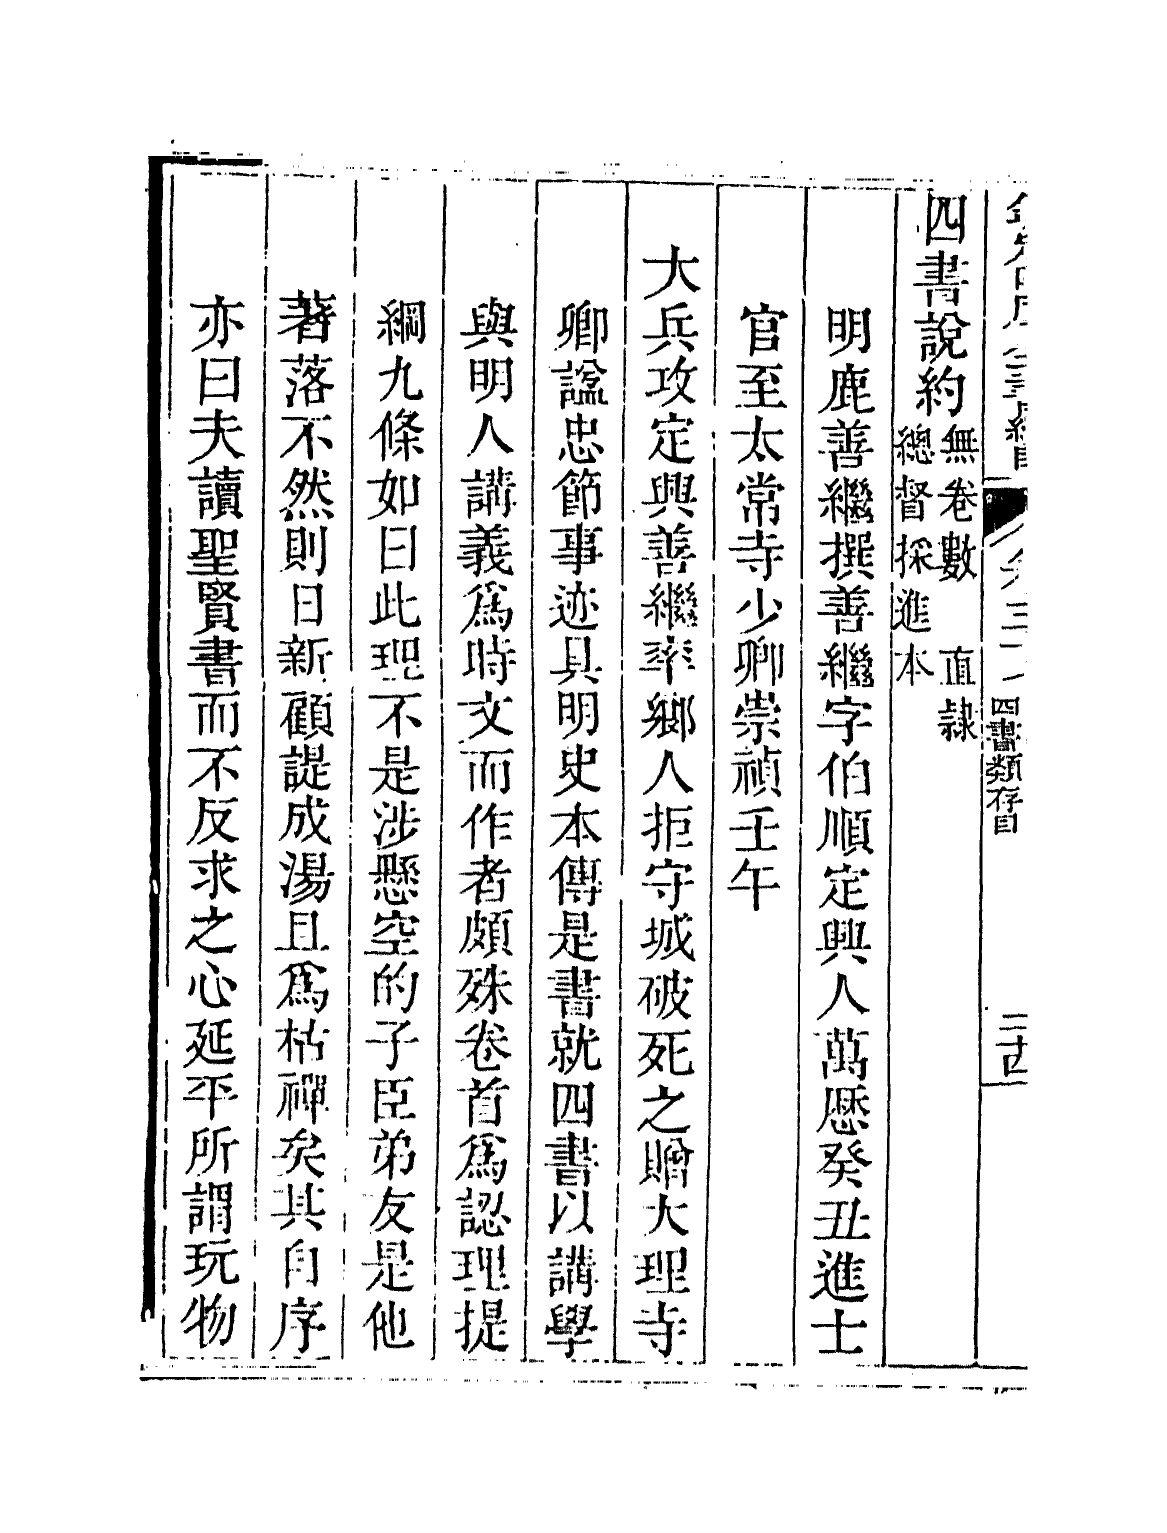 欽定四庫全書總目 卷三十七 四書類存目 二十四
四書說約 無卷數 直隸總督採進本
明鹿善繼撰善繼字伯順定興人萬歷癸丑進士
官至太常寺少卿崇禎壬午
大兵攻定興善繼率鄉人拒守城破死之贈大理寺
卿諡忠節事迹具明史本傳是書就四書以講學
與明人講義爲時文而作者頗殊卷首爲認理提
綱九條如曰此理不是涉懸空的子臣弟友是他
著落不然則日新顧諟成湯且爲枯禪矣其自序
亦曰夫讀聖賢書而不反求之心延平所謂玩物